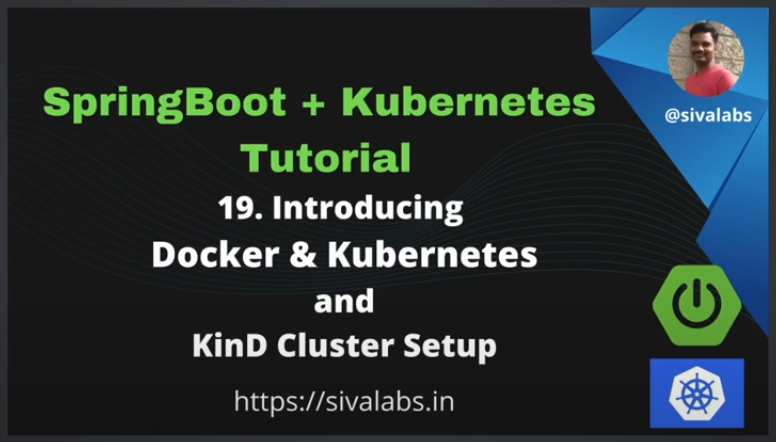 SpringBoot + Kubernetes
Tutorial
19. Introducing
Docker & Kubernetes
and
KinD Cluster Setup
https://sivalabs.in
@sivalabs